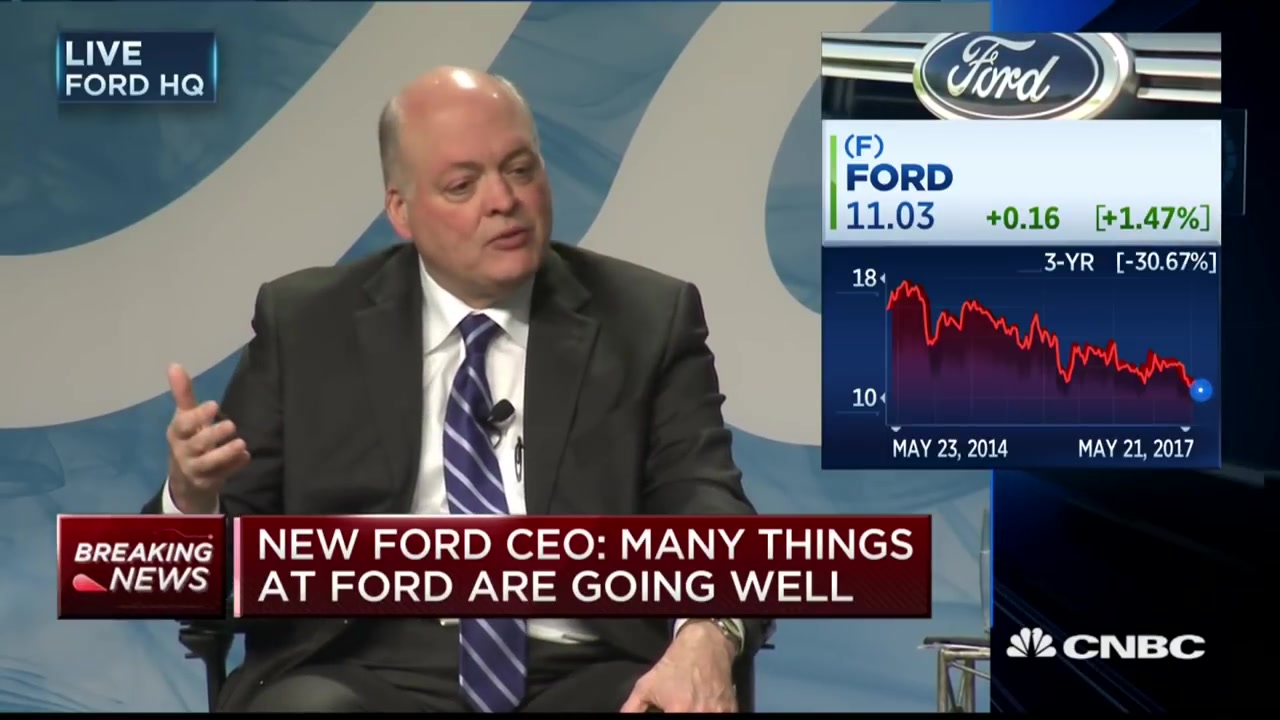 LIVE
FORD HQ
Ford
(F)
FORD
11.03 +0.16 [+1.47%]
3-YR [-30.67%]
18
10
MAY 23, 2014 MAY 21, 2017
BREAKING
NEWS
NEW FORD CEO: MANY THINGS
AT FORD ARE GOING WELL
CNBC